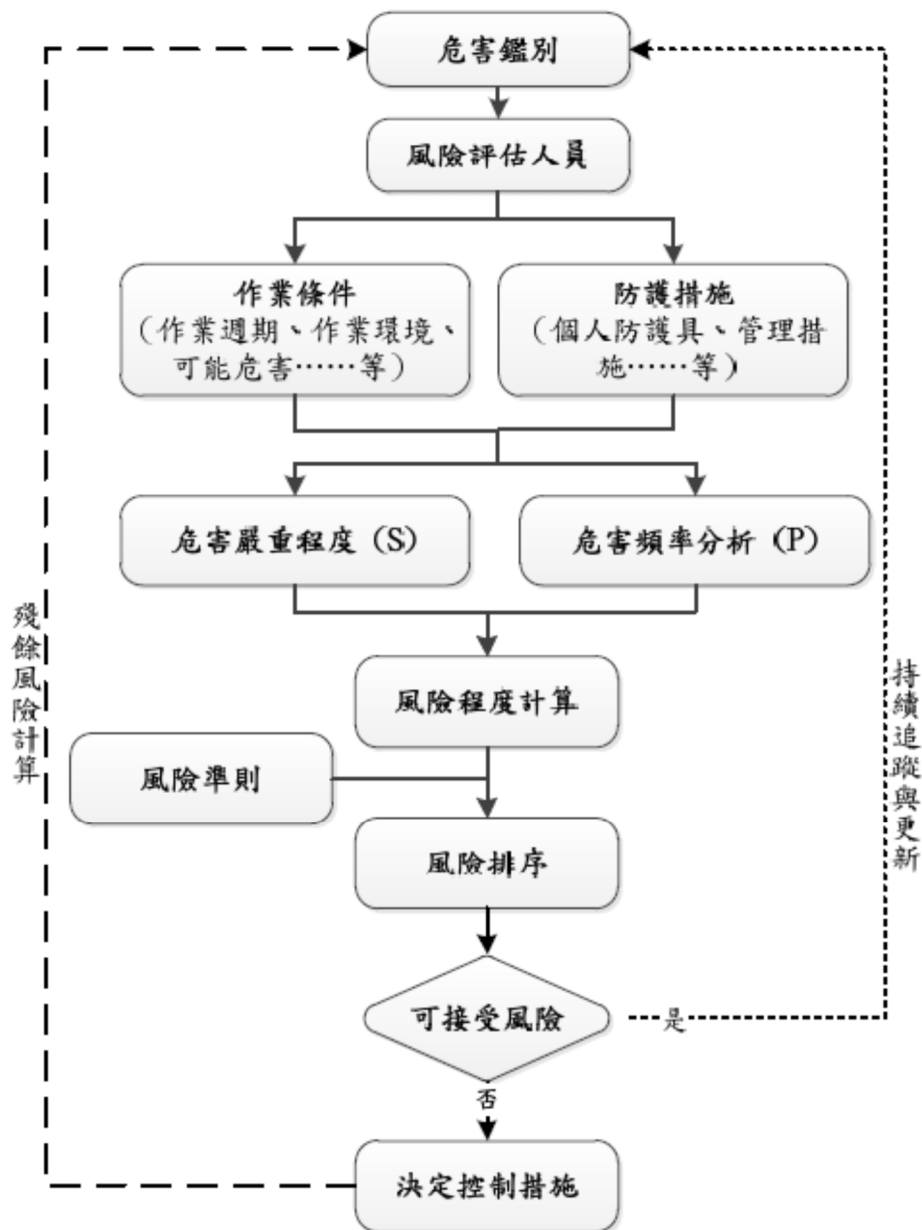 危害鑑別
風險評估人員
作業條件
（作業週期、作業環境、
可能危害……等）
防護措施
（個人防護具、管理措
施……等）
危害嚴重程度（S）
危害頻率分析（P）
風險程度計算
風險準則
風險排序
可接受風險
是
否
決定控制措施
殘餘風險計算
持續追蹤與更新